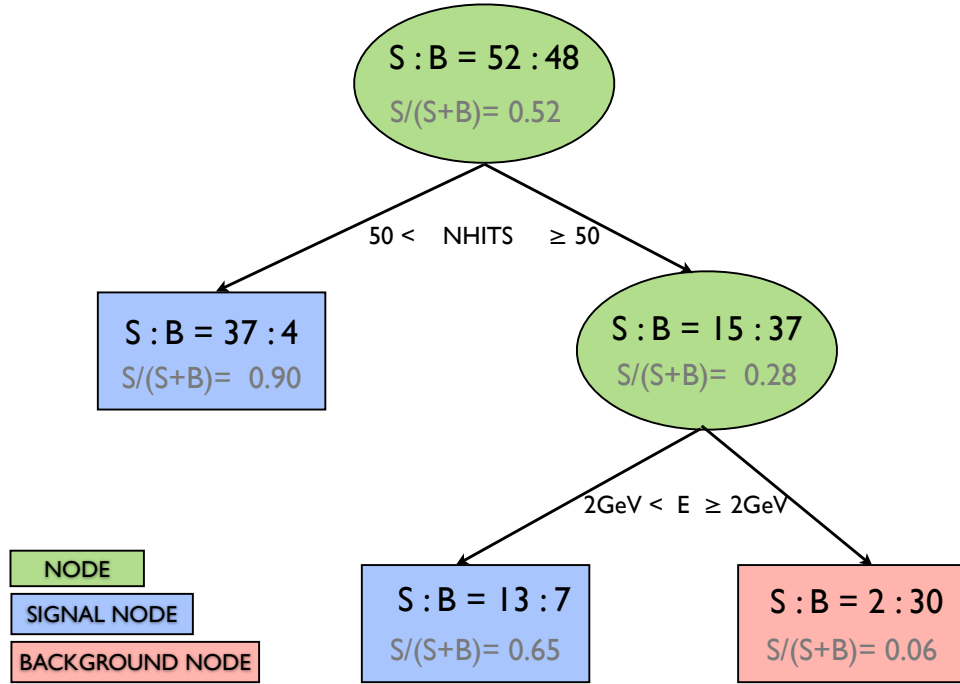 S : B = 52 : 48
S/(S+B)= 0.52
50 < NHITS ≥ 50
S : B = 37 : 4
S/(S+B)= 0.90
S : B = 15 : 37
S/(S+B)= 0.28
2GeV < E ≥ 2GeV
S : B = 13 : 7
S/(S+B)= 0.65
S : B = 2 : 30
S/(S+B)= 0.06
NODE
SIGNAL NODE
BACKGROUND NODE